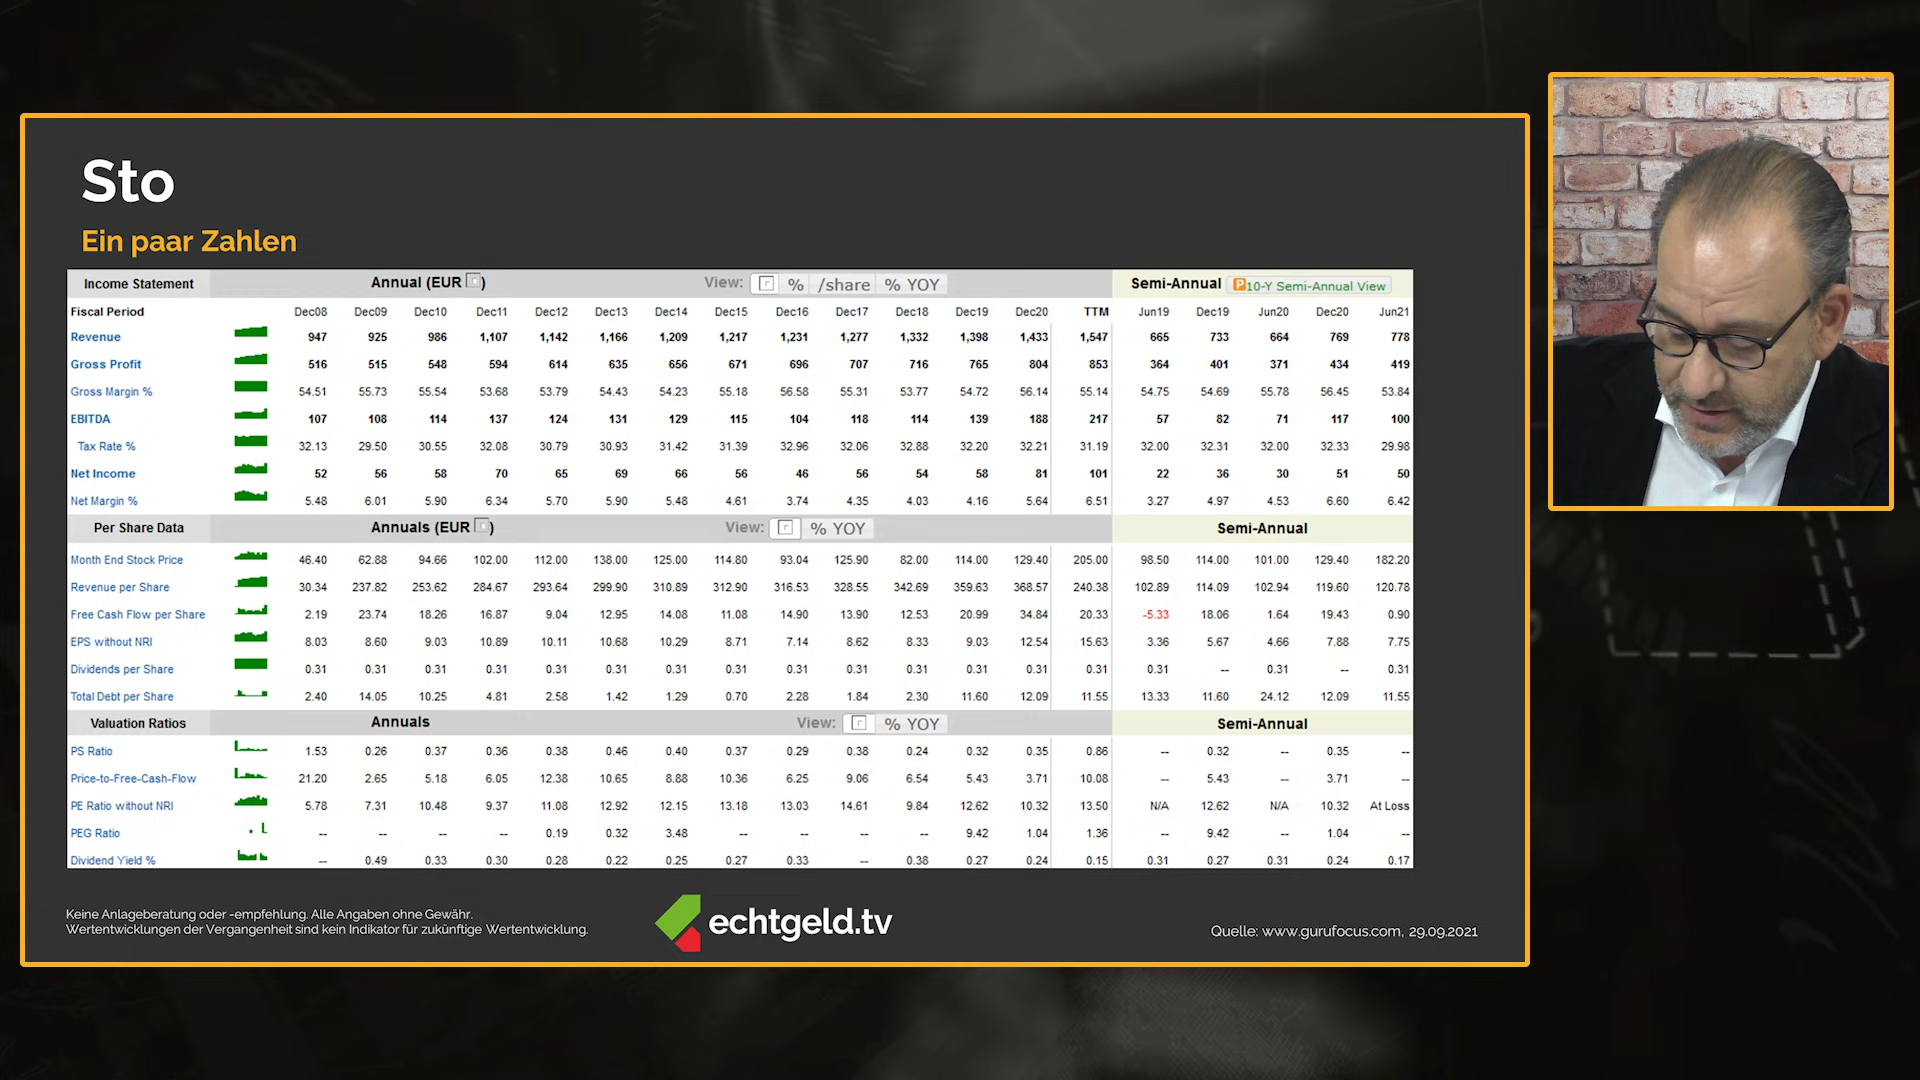 Sto
Ein paar Zahlen
Income Statement Annual (EUR ) View: % /share % YOY Semi-Annual P 10-Y Semi-Annual View
Fiscal Period Dec08 Dec09 Dec10 Dec11 Dec12 Dec13 Dec14 Dec15 Dec16 Dec17 Dec18 Dec19 Dec20 TTM Jun19 Dec19 Jun20 Dec20 Jun21
Revenue 947 925 986 1,107 1,142 1,166 1,209 1,217 1,231 1,277 1,332 1,398 1,433 1,547 665 733 664 769 778
Gross Profit 516 515 548 594 614 635 656 671 696 707 716 765 804 853 364 401 371 434 419
Gross Margin % 54.51 55.73 55.54 53.68 53.79 54.43 54.23 55.18 56.58 55.31 53.77 54.72 56.14 55.14 54.75 54.69 55.78 56.45 53.84
EBITDA 107 108 114 137 124 131 129 115 104 118 114 139 188 217 57 82 71 117 100
Tax Rate % 32.13 29.50 30.55 32.08 30.79 30.93 31.42 31.39 32.96 32.06 32.88 32.20 32.21 31.19 32.00 32.31 32.00 32.33 29.98
Net Income 52 56 58 70 65 69 66 56 46 56 54 58 81 101 22 36 30 51 50
Net Margin % 5.48 6.01 5.90 6.34 5.70 5.90 5.48 4.61 3.74 4.35 4.03 4.16 5.64 6.51 3.27 4.97 4.53 6.60 6.42
Per Share Data Annuals (EUR ) View: % YOY Semi-Annual
Month End Stock Price 46.40 62.88 94.66 102.00 112.00 138.00 125.00 114.80 93.04 125.90 82.00 114.00 129.40 205.00 98.50 114.00 101.00 129.40 182.20
Revenue per Share 30.34 237.82 253.62 284.67 293.64 299.90 310.89 312.90 316.53 328.55 342.69 359.63 368.57 240.38 102.89 114.09 102.94 119.60 120.78
Free Cash Flow per Share 2.19 23.74 18.26 16.87 9.04 12.95 14.08 11.08 14.90 13.90 12.53 20.99 34.84 20.33 -5.33 18.06 1.64 19.43 0.90
EPS without NRI 8.03 8.60 9.03 10.89 10.11 10.68 10.29 8.71 7.14 8.62 8.33 9.03 12.54 15.63 3.36 5.67 4.66 7.88 7.75
Dividends per Share 0.31 0.31 0.31 0.31 0.31 0.31 0.31 0.31 0.31 0.31 0.31 0.31 0.31 0.31 0.31 -- 0.31 -- 0.31
Total Debt per Share 2.40 14.05 10.25 4.81 2.58 1.42 1.29 0.70 2.28 1.84 2.30 11.60 12.09 11.55 13.33 11.60 24.12 12.09 11.55
Valuation Ratios Annuals View: % YOY Semi-Annual
PS Ratio 1.53 0.26 0.37 0.36 0.38 0.46 0.40 0.37 0.29 0.38 0.24 0.32 0.35 0.86 -- 0.32 -- 0.35 --
Price-to-Free-Cash-Flow 21.20 2.65 5.18 6.05 12.38 10.65 8.88 10.36 6.25 9.06 6.54 5.43 3.71 10.08 -- 5.43 -- 3.71 --
PE Ratio without NRI 5.78 7.31 10.48 9.37 11.08 12.92 12.15 13.18 13.03 14.61 9.84 12.62 10.32 13.50 N/A 12.62 N/A 10.32 At Loss
PEG Ratio -- -- -- -- 0.19 0.32 3.48 -- -- -- -- 9.42 1.04 1.36 -- 9.42 -- 1.04 --
Dividend Yield % -- 0.49 0.33 0.30 0.28 0.22 0.25 0.27 0.33 -- 0.38 0.27 0.24 0.15 0.31 0.27 0.31 0.24 0.17
Keine Anlageberatung oder -empfehlung. Alle Angaben ohne Gewähr.
Wertentwicklungen der Vergangenheit sind kein Indikator für zukünftige Wertentwicklung.
echtgeld.tv
Quelle: www.gurufocus.com, 29.09.2021